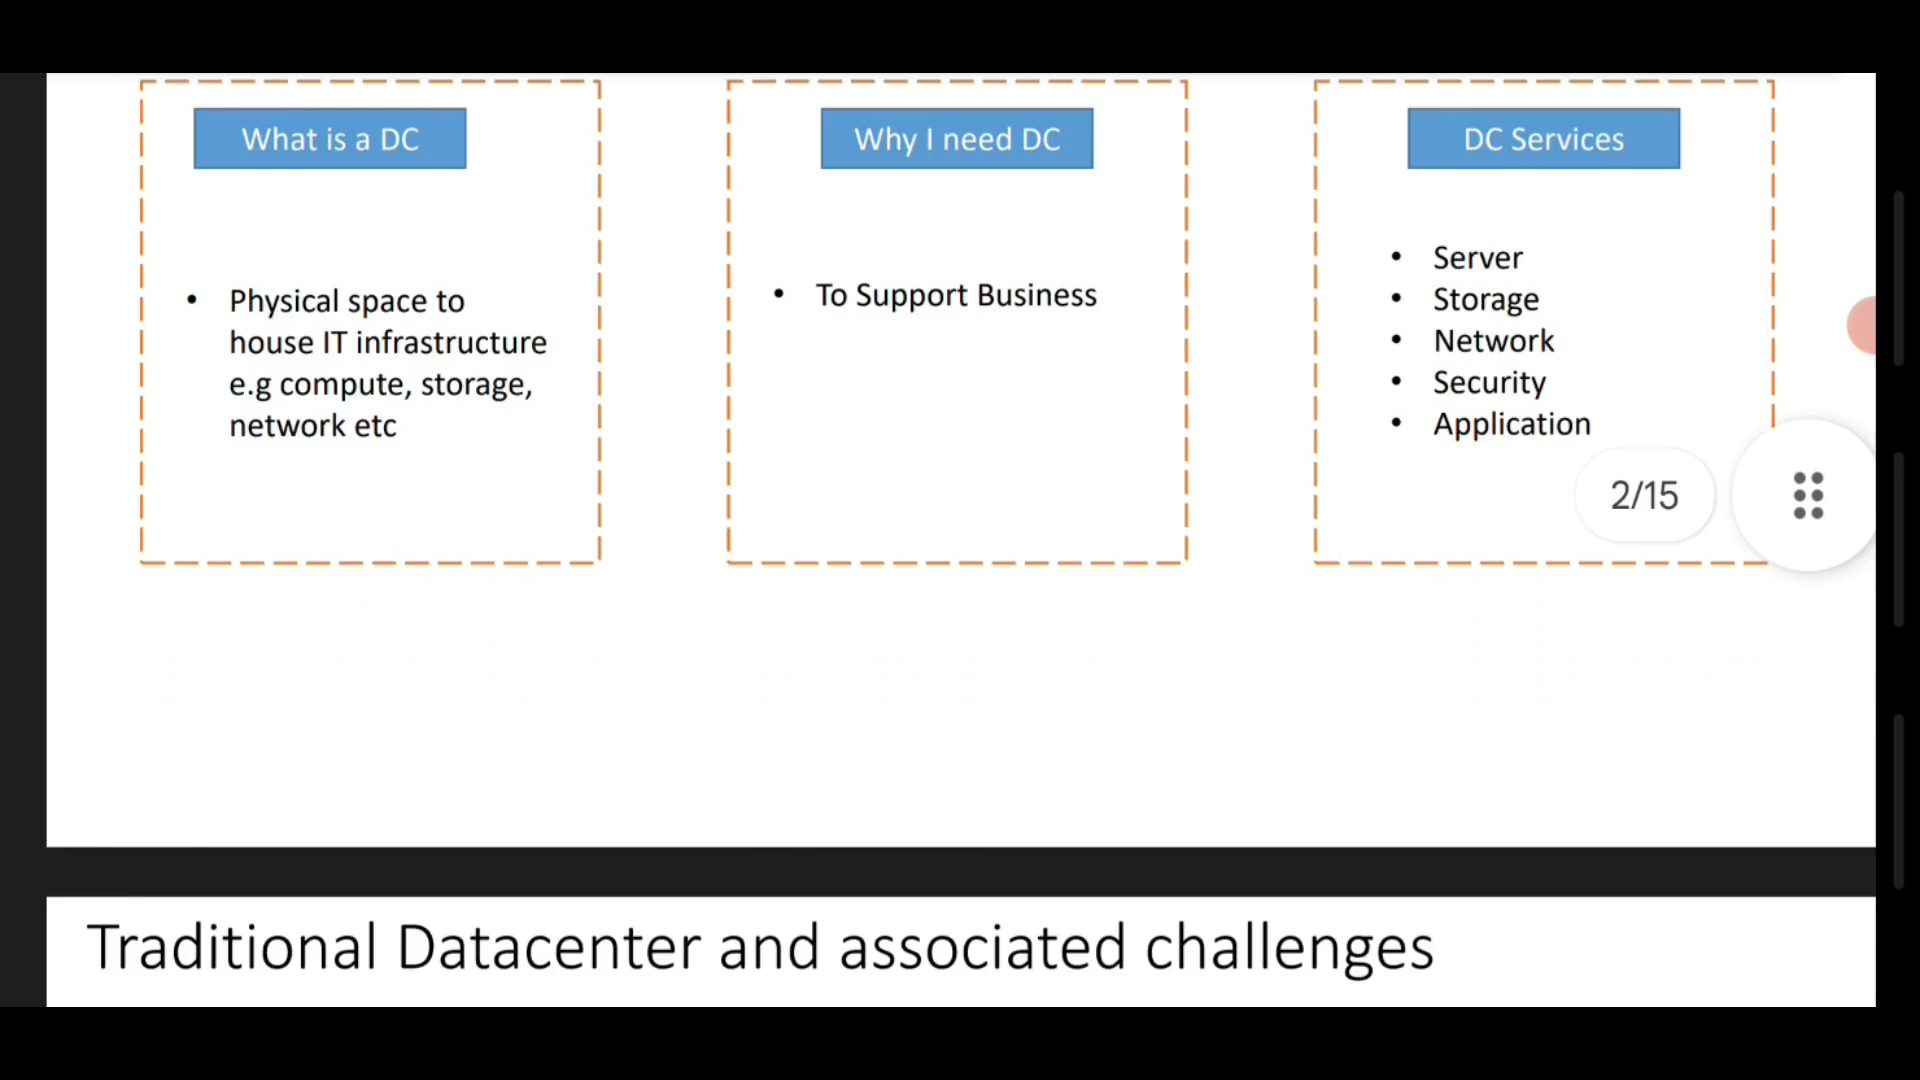 What is a DC
• Physical space to
house IT infrastructure
e.g compute, storage,
network etc
Why I need DC
• To Support Business
DC Services
• Server
• Storage
• Network
• Security
• Application
2/15
Traditional Datacenter and associated challenges